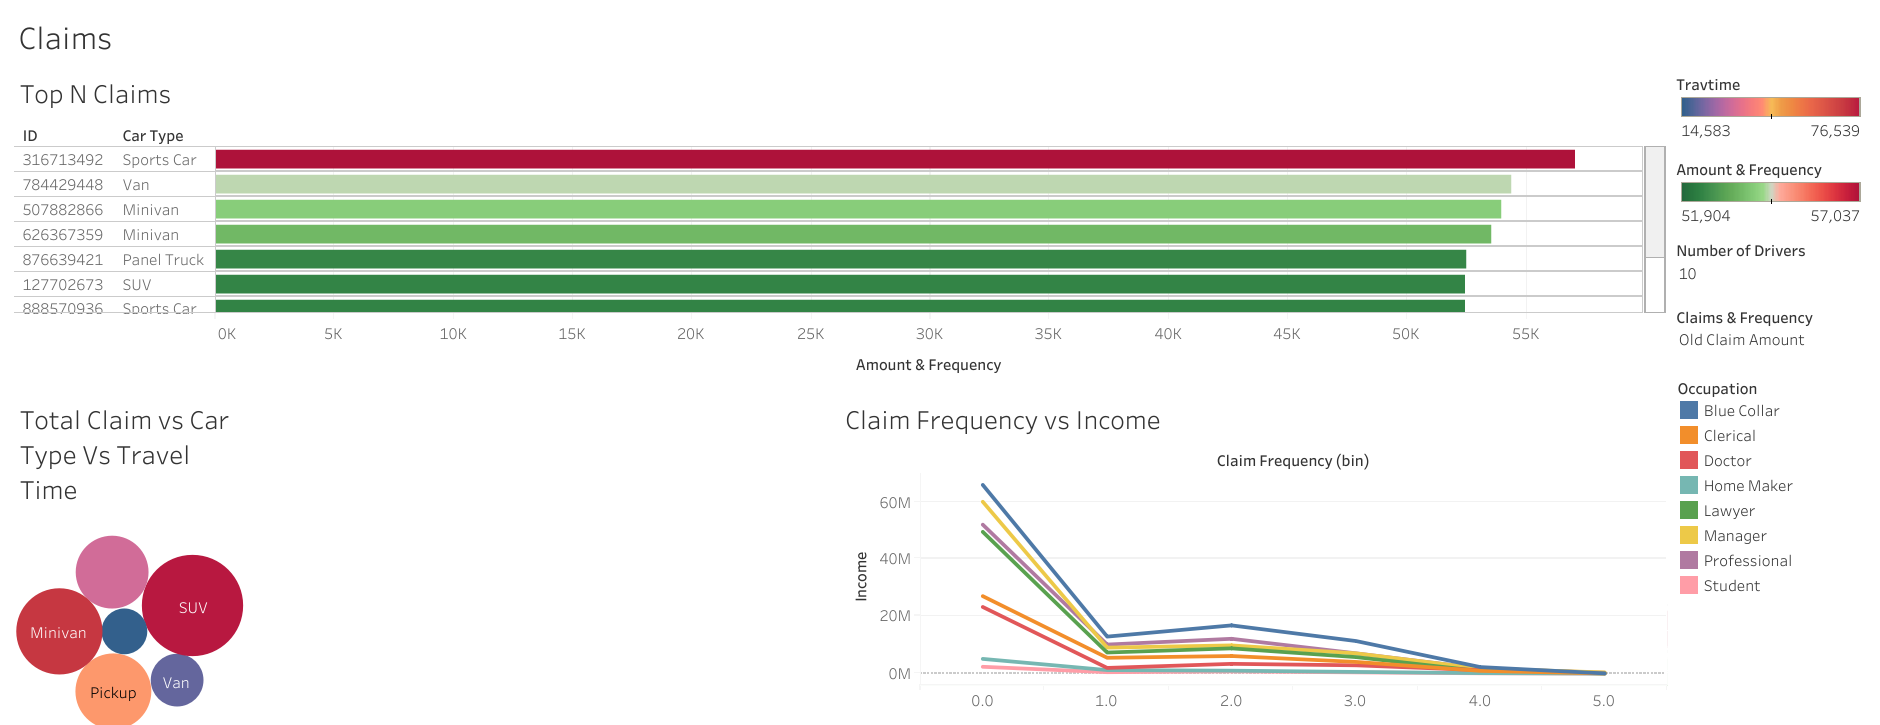 Claims
Top N Claims
ID Car Type
316713492 Sports Car
784429448 Van
507882866 Minivan
626367359 Minivan
876639421 Panel Truck
127702673 SUV
888570936 Sports Car
0K 5K 10K 15K 20K 25K 30K 35K 40K 45K 50K 55K
Amount & Frequency
Travtime
14,583 76,539
Amount & Frequency
51,904 57,037
Number of Drivers
10
Claims & Frequency
Old Claim Amount
Occupation
Blue Collar
Clerical
Doctor
Home Maker
Lawyer
Manager
Professional
Student
Total Claim vs Car
Type Vs Travel
Time
SUV
Minivan
Van
Pickup
Claim Frequency vs Income
Claim Frequency (bin)
Income
60M
40M
20M
0M
0.0 1.0 2.0 3.0 4.0 5.0